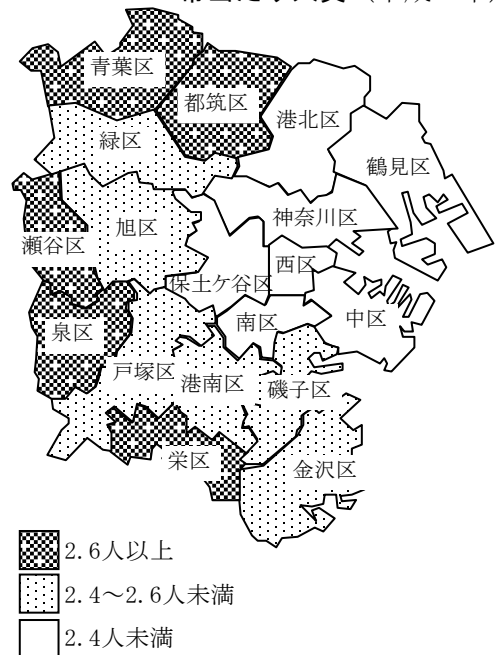 青葉区
都筑区
港北区
緑区
鶴見区
神奈川区
旭区
瀬谷区
西区
保土ケ谷区
南区
中区
泉区
戸塚区
港南区
磯子区
栄区
金沢区
2.6人以上
2.4～2.6人未満
2.4人未満